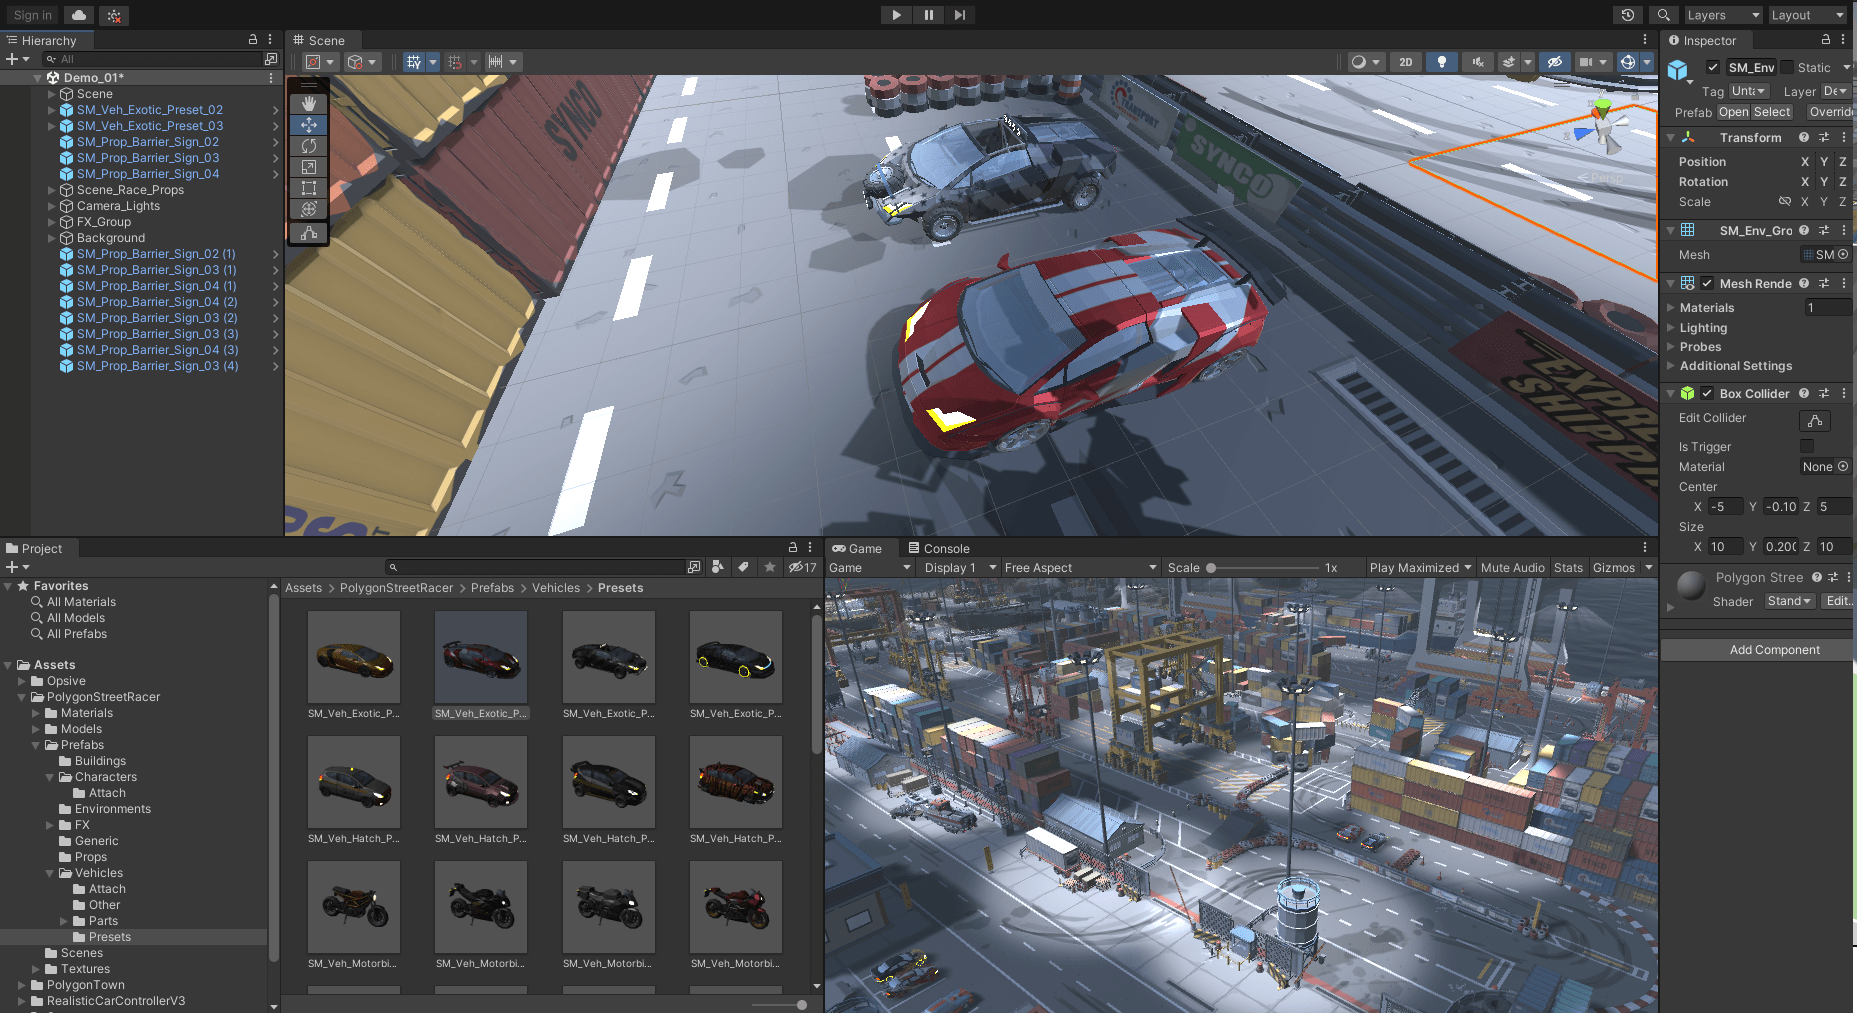 Sign in
Layers
Layout
Hierarchy
All
Demo_01*
Scene
SM_Veh_Exotic_Preset_02
SM_Veh_Exotic_Preset_03
SM_Prop_Barrier_Sign_02
SM_Prop_Barrier_Sign_03
SM_Prop_Barrier_Sign_04
Scene_Race_Props
Camera_Lights
FX_Group
Background
SM_Prop_Barrier_Sign_02 (1)
SM_Prop_Barrier_Sign_03 (1)
SM_Prop_Barrier_Sign_04 (1)
SM_Prop_Barrier_Sign_04 (2)
SM_Prop_Barrier_Sign_03 (2)
SM_Prop_Barrier_Sign_03 (3)
SM_Prop_Barrier_Sign_04 (3)
SM_Prop_Barrier_Sign_03 (4)
Scene
2D
SYNCO
TRANSPORT
SYNCO
Persp
Inspector
SM_Env
Static
Tag Unta
Layer De
Prefab Open Select Overrid
Transform
Position X Y Z
Rotation X Y Z
Scale X Y Z
SM_Env_Gro
Mesh SM
Mesh Rende
Materials 1
Lighting
Probes
Additional Settings
Box Collider
Edit Collider
Is Trigger
Material None
Center
X -5 Y -0.10 Z 5
Size
X 10 Y 0.200 Z 10
Polygon Stree
Shader Stand Edit..
Add Component
Project
17
Favorites
All Materials
All Models
All Prefabs
Assets
Opsive
PolygonStreetRacer
Materials
Models
Prefabs
Buildings
Characters
Attach
Environments
FX
Generic
Props
Vehicles
Attach
Other
Parts
Presets
Scenes
Textures
PolygonTown
RealisticCarControllerV3
Assets > PolygonStreetRacer > Prefabs > Vehicles > Presets
SM_Veh_Exotic_P... SM_Veh_Exotic_P... SM_Veh_Exotic_P... SM_Veh_Exotic_P...
SM_Veh_Hatch_P... SM_Veh_Hatch_P... SM_Veh_Hatch_P... SM_Veh_Hatch_P...
SM_Veh_Motorbi... SM_Veh_Motorbi... SM_Veh_Motorbi... SM_Veh_Motorbi...
Game
Console
Game Display 1 Free Aspect Scale 1x Play Maximized Mute Audio Stats Gizmos